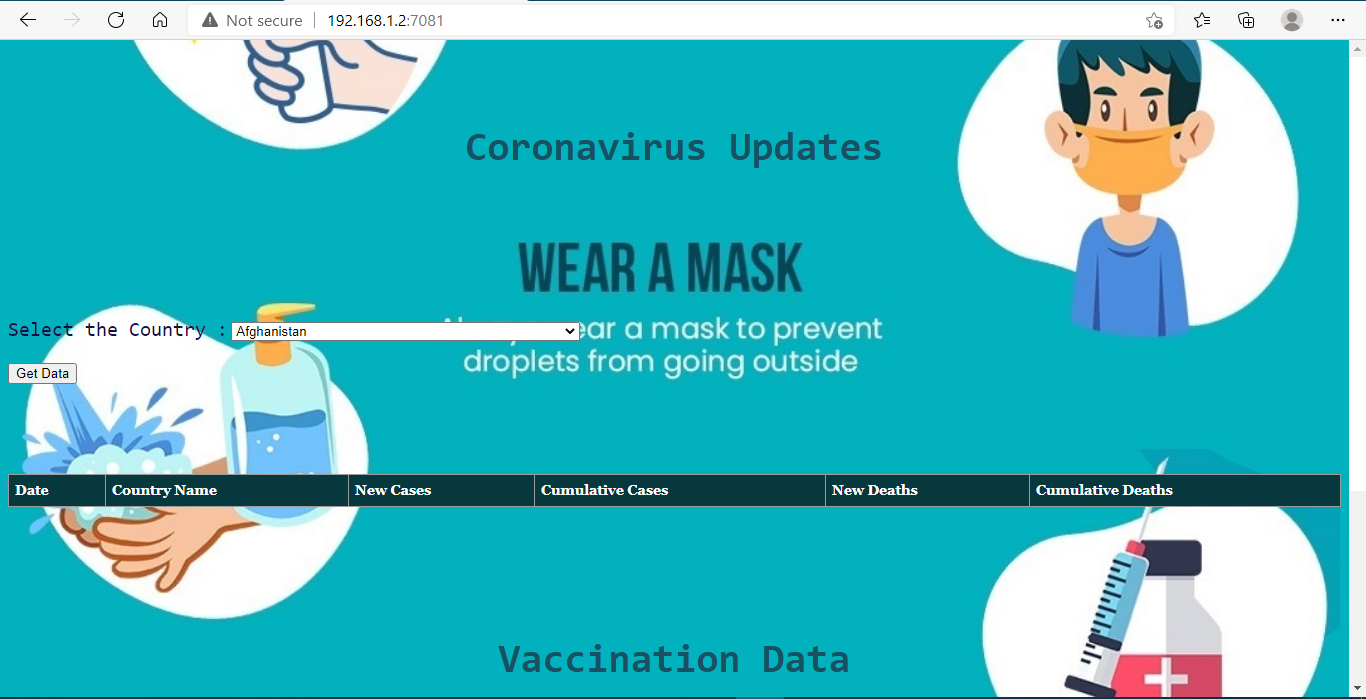 Not secure | 192.168.1.2:7081
Coronavirus Updates
WEAR A MASK
Select the Country : Afghanistan
wear a mask to prevent
droplets from going outside
Get Data
Date Country Name New Cases Cumulative Cases New Deaths Cumulative Deaths
Vaccination Data